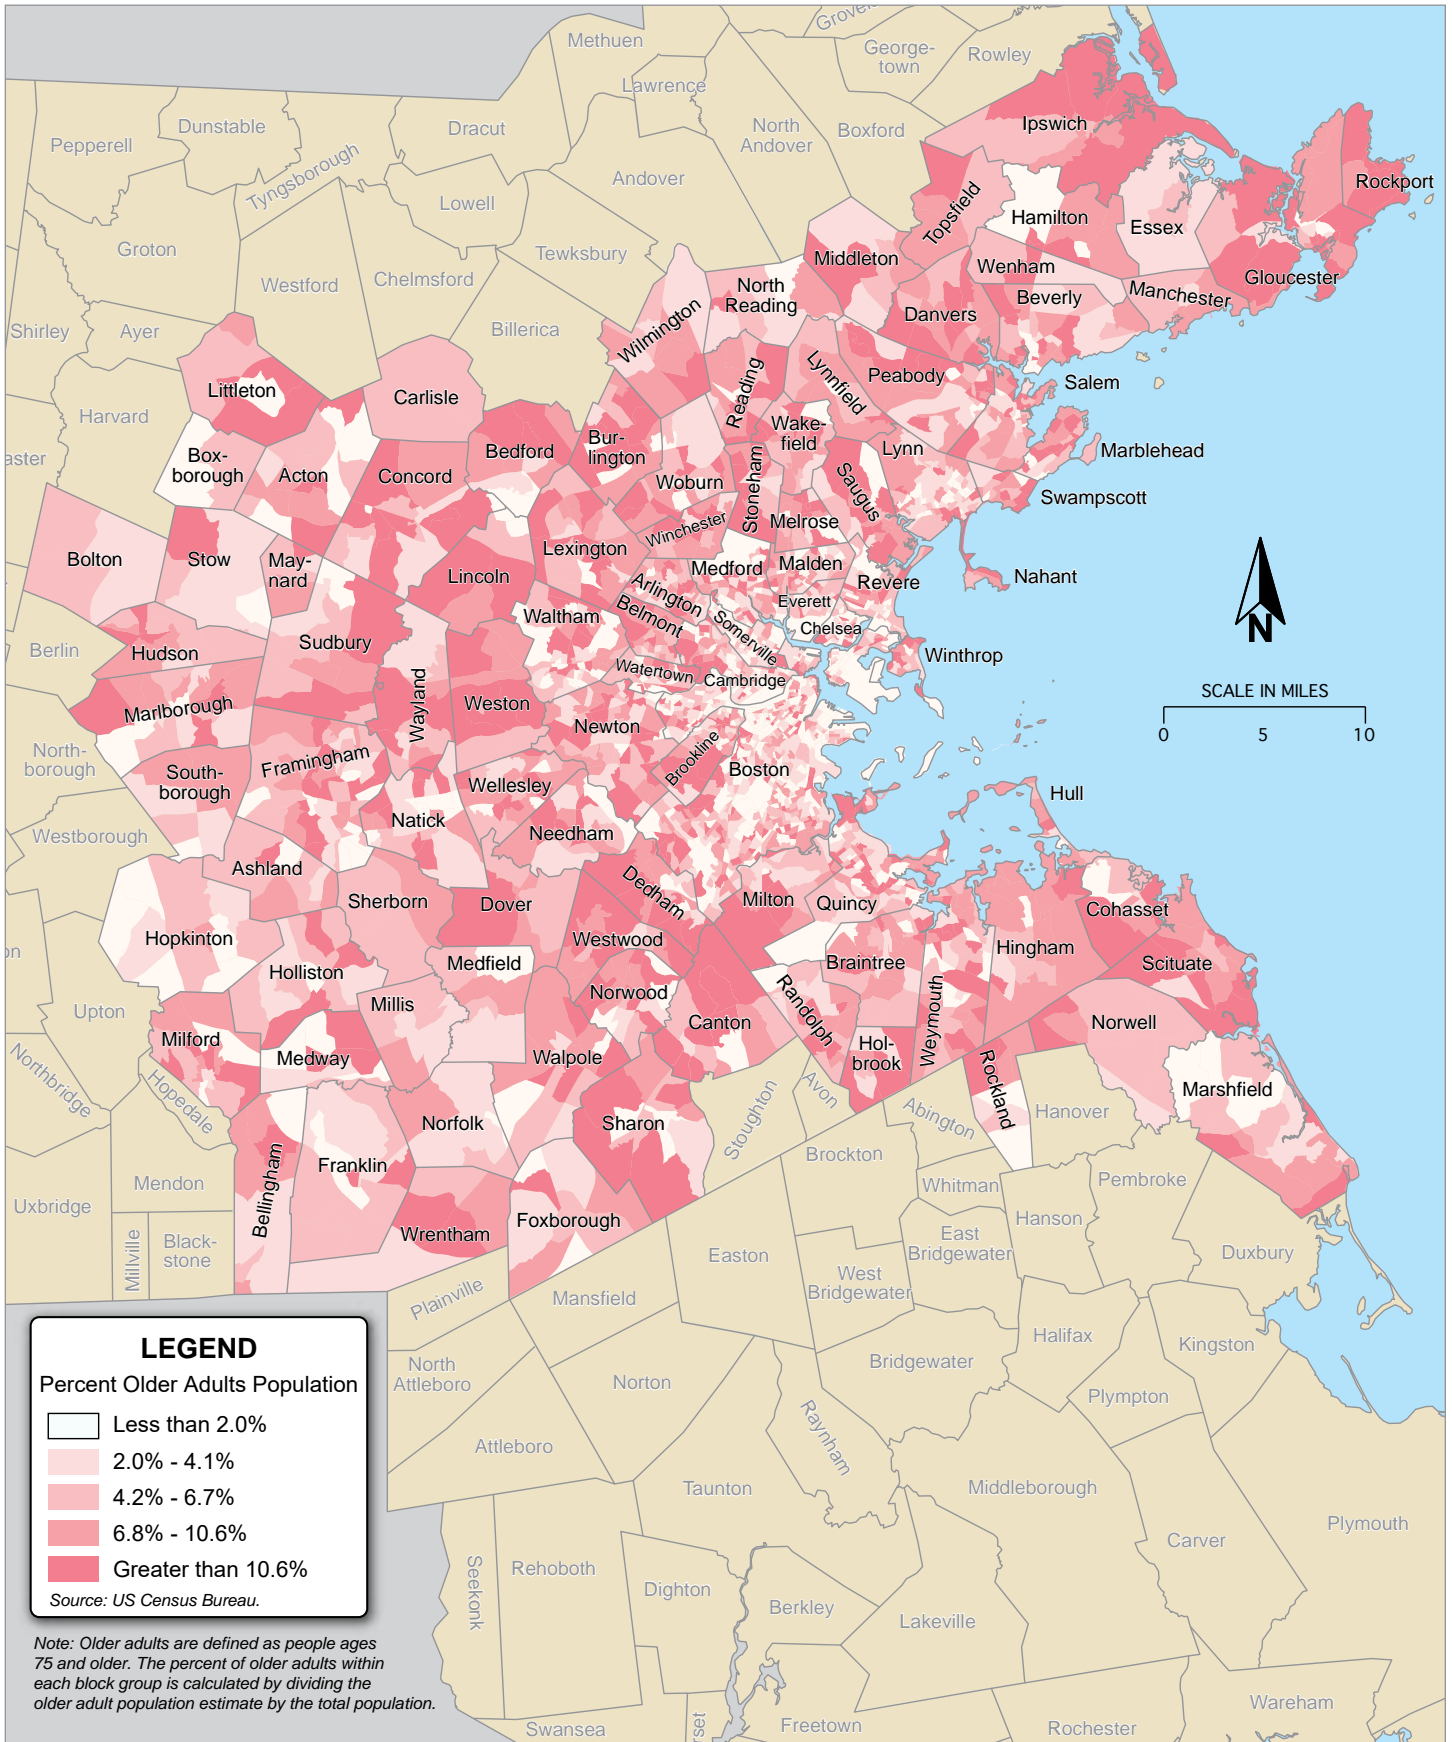 Methuen
Lawrence
George-
town
Rowley
Dunstable
Dracut
Pepperell
North
Andover
Boxford
Ipswich
Tyngsborough
Andover
Lowell
Rockport
Topsfield
Hamilton
Essex
Groton
Tewksbury
Middleton
Westford
Chelmsford
Wenham
Gloucester
North
Reading
Beverly
Manchester
Danvers
Shirley
Ayer
Billerica
Wilmington
Littleton
Carlisle
Reading
Lynnfield
Peabody
Salem
Harvard
Wake-
field
Bur-
lington
Bedford
Lynn
Marblehead
Box-
borough
Acton
Concord
Woburn
Stoneham
Saugus
Swampscott
Winchester
Melrose
Bolton
Stow
May-
nard
Lexington
Lincoln
Medford
Malden
Revere
Nahant
Arlington
Everett
Waltham
Belmont
Somerville
Chelsea
Berlin
Hudson
Sudbury
Winthrop
Watertown
Cambridge
Wayland
Weston
Marlborough
Newton
North-
borough
Framingham
Brookline
Boston
South-
borough
Wellesley
Hull
Westborough
Natick
Needham
Ashland
Dedham
Sherborn
Dover
Milton
Quincy
Cohasset
Hopkinton
Westwood
Hingham
Holliston
Medfield
Braintree
Scituate
Upton
Millis
Norwood
Randolph
Weymouth
Canton
Norwell
Milford
Medway
Walpole
Hol-
brook
Northbridge
Hopedale
Rockland
Marshfield
Avon
Stoughton
Abington
Hanover
Norfolk
Sharon
Franklin
Bellingham
Brockton
Mendon
Whitman
Pembroke
Uxbridge
Foxborough
Wrentham
Hanson
Millville
Black-
stone
Easton
East
Bridgewater
Duxbury
West
Bridgewater
Plainville
Mansfield
Halifax
Kingston
North
Attleboro
Norton
Bridgewater
Plympton
Attleboro
Raynham
Taunton
Middleborough
Plymouth
Carver
Seekonk
Rehoboth
Dighton
Berkley
Lakeville
Swansea
Freetown
Rochester
Wareham
N
SCALE IN MILES
0 5 10
LEGEND
Percent Older Adults Population
Less than 2.0%
2.0% - 4.1%
4.2% - 6.7%
6.8% - 10.6%
Greater than 10.6%
Source: US Census Bureau.
Note: Older adults are defined as people ages
75 and older. The percent of older adults within
each block group is calculated by dividing the
older adult population estimate by the total population.